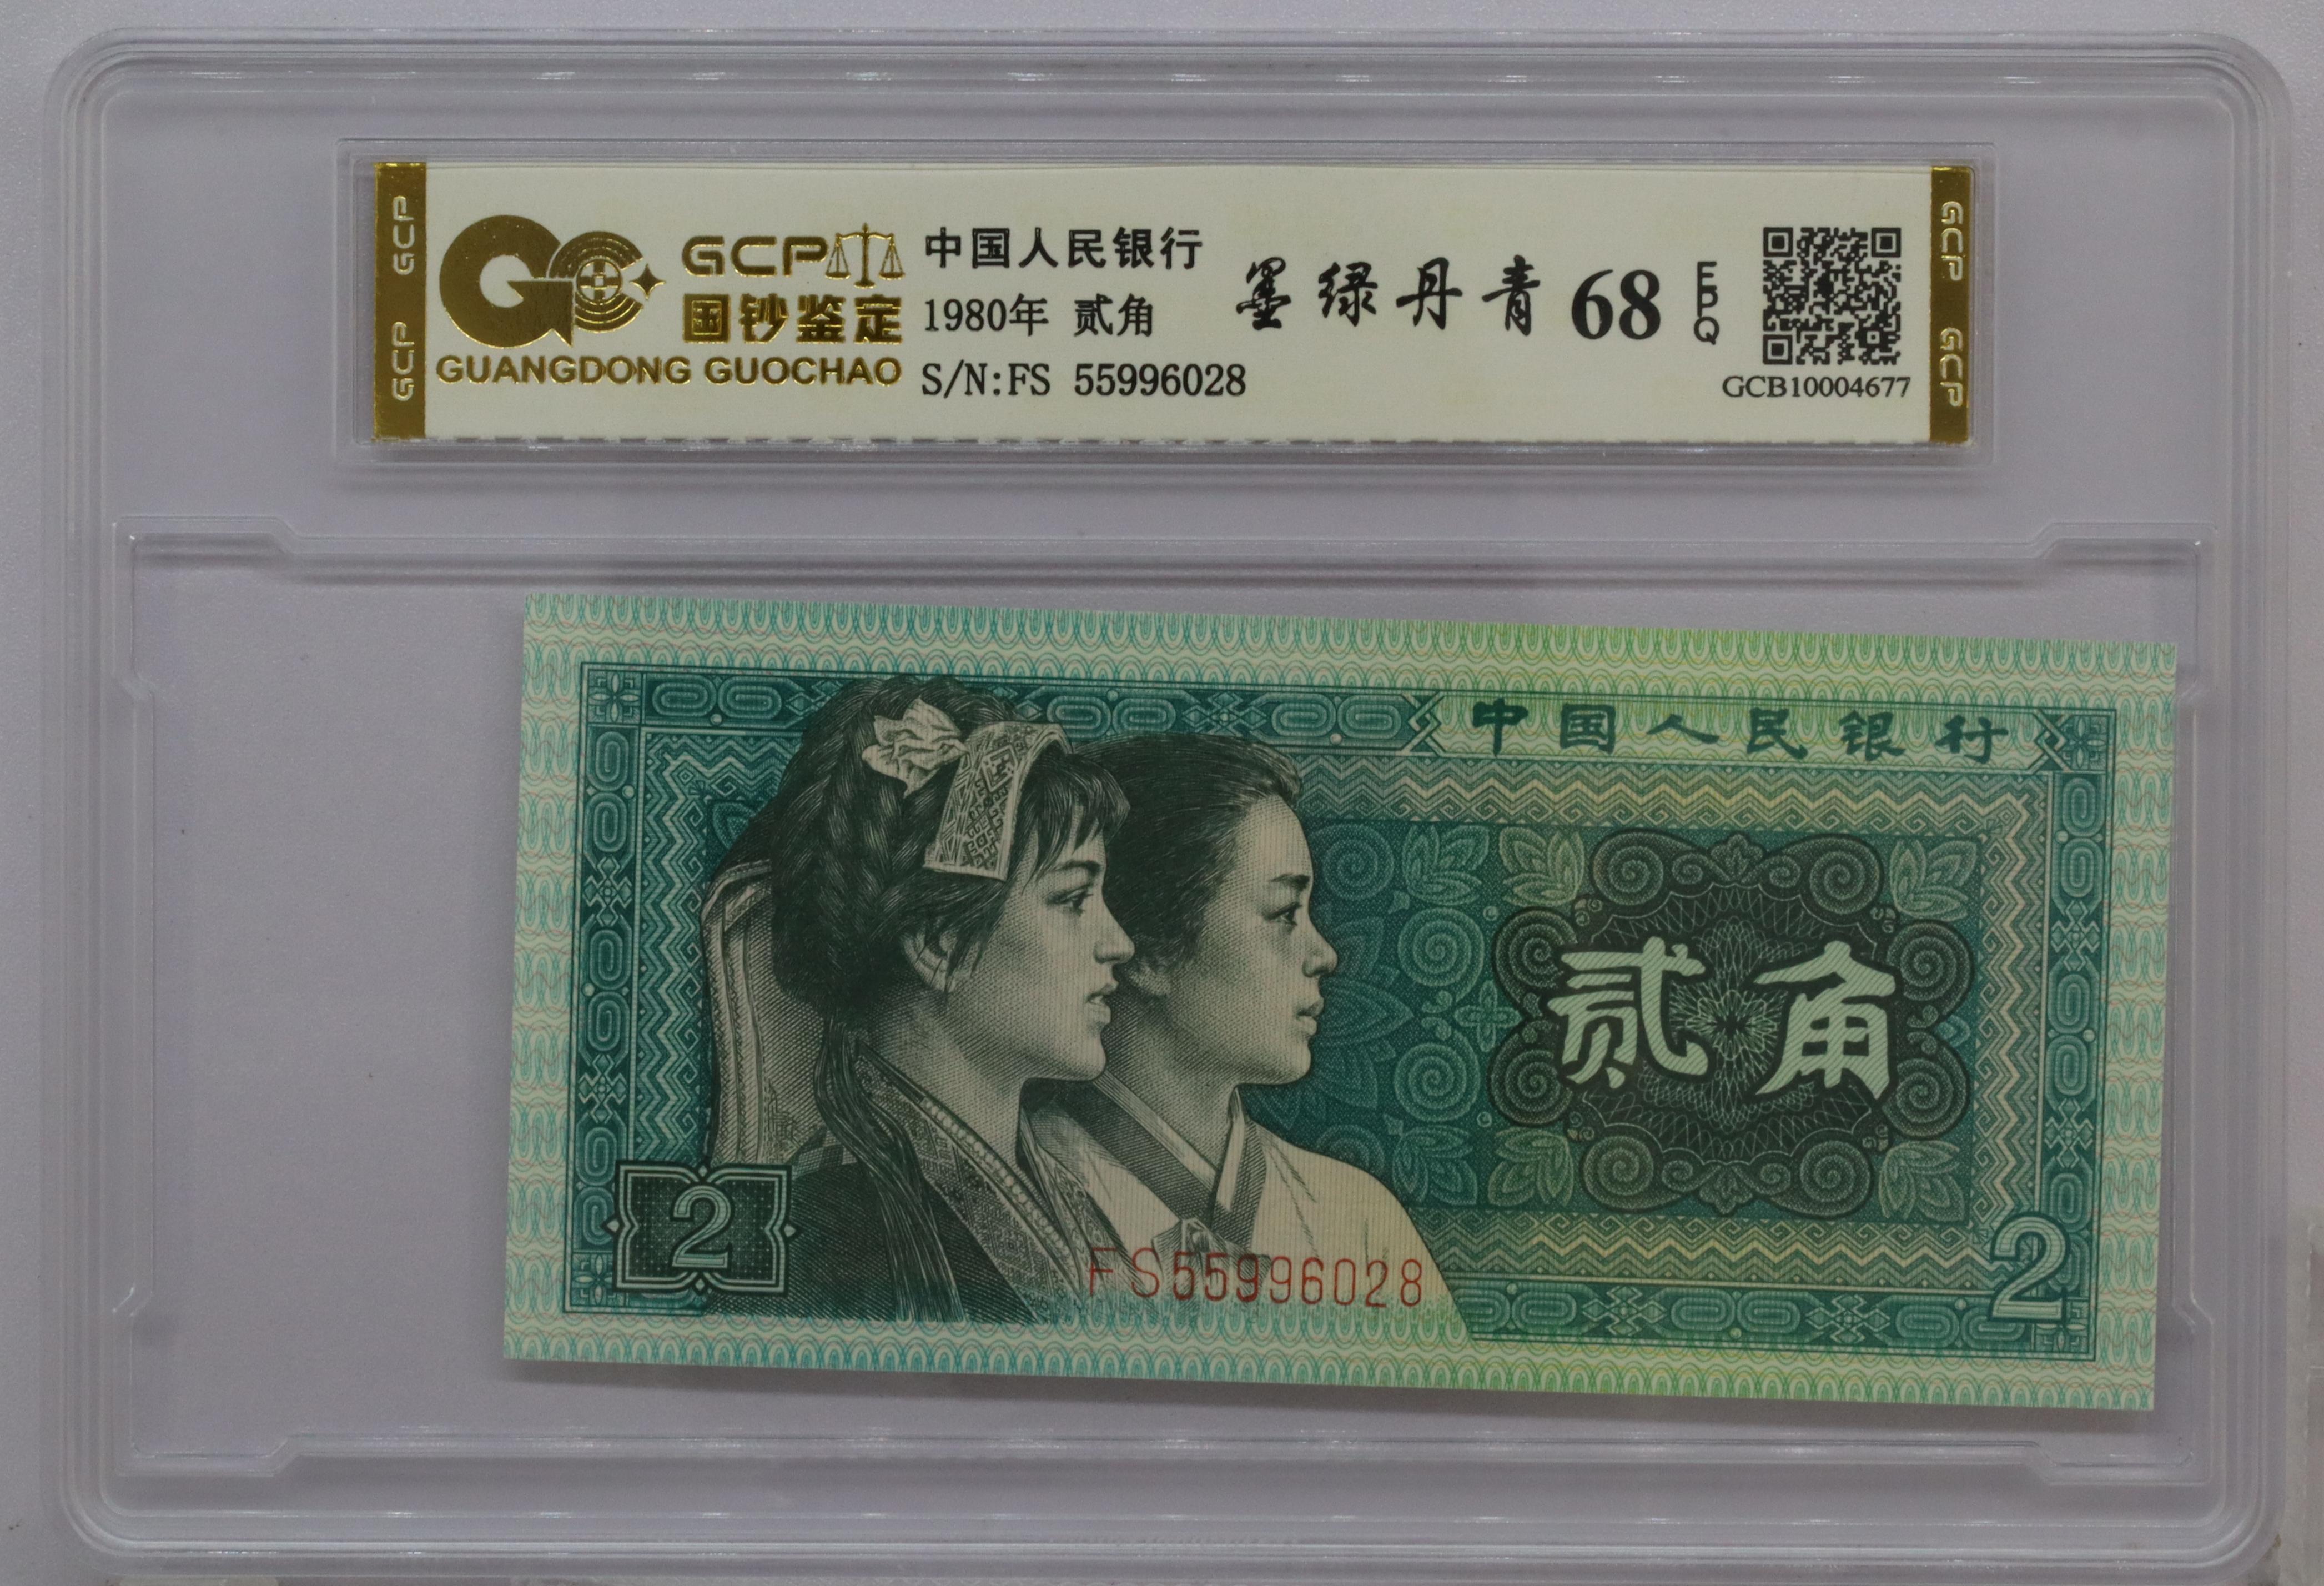 GCP GCP
GCP
国钞鉴定
GUANGDONG GUOCHAO
中国人民银行
1980年 贰角
S/N:FS 55996028
墨绿丹青 68 EPQ
GCB10004677
GCP GCP
中国人民银行
贰角
2
FS55996028
2